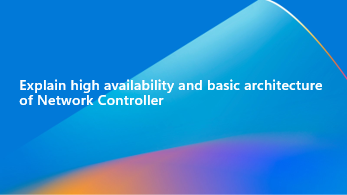 Explain high availability and basic architecture
of Network Controller